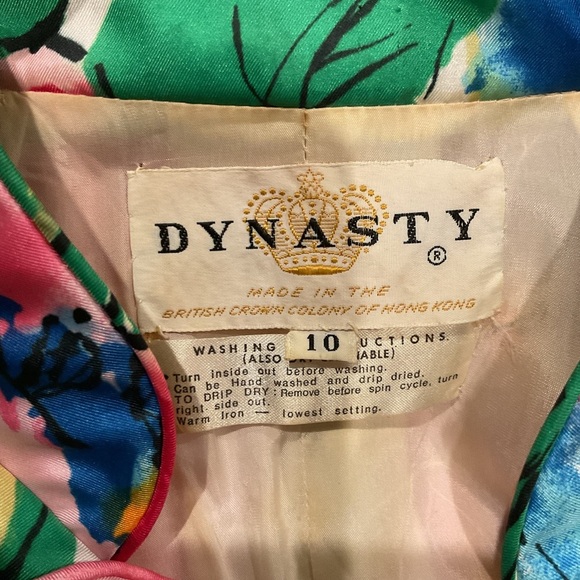 DYNASTY ®
MADE IN THE
BRITISH CROWN COLONY OF HONG KONG
10
WASHING UCTIONS.
(ALSO ABLE)
Turn inside out before washing.
Can be Hand washed and drip dried.
TO DRIP DRY: Remove before spin cycle, turn
right side out.
Warm Iron — lowest setting.